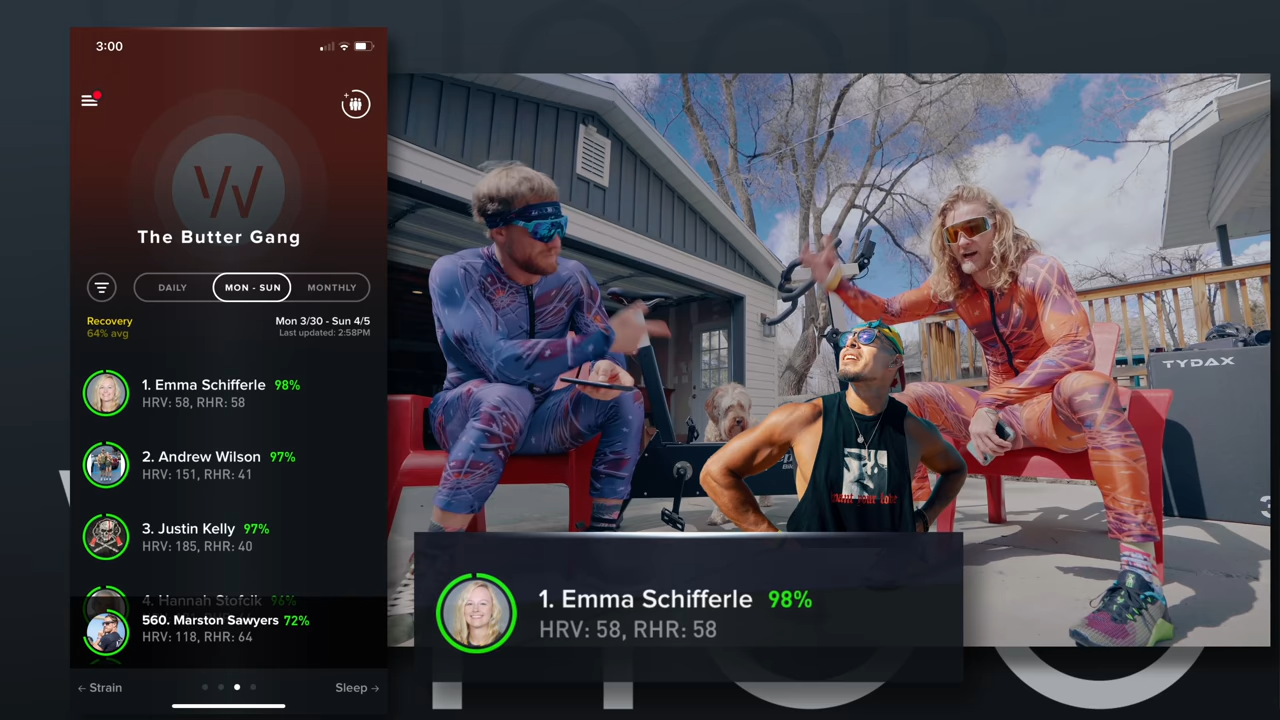 3:00
The Butter Gang
DAILY
MON - SUN
MONTHLY
Recovery
64% avg
Mon 3/30 - Sun 4/5
Last updated: 2:58PM
1. Emma Schifferle 98%
HRV: 58, RHR: 58
2. Andrew Wilson 97%
HRV: 151, RHR: 41
3. Justin Kelly 97%
HRV: 185, RHR: 40
4. Hannah Stofcik 96%
560. Marston Sawyers 72%
HRV: 118, RHR: 64
← Strain
Sleep →
TYDAX
1. Emma Schifferle 98%
HRV: 58, RHR: 58